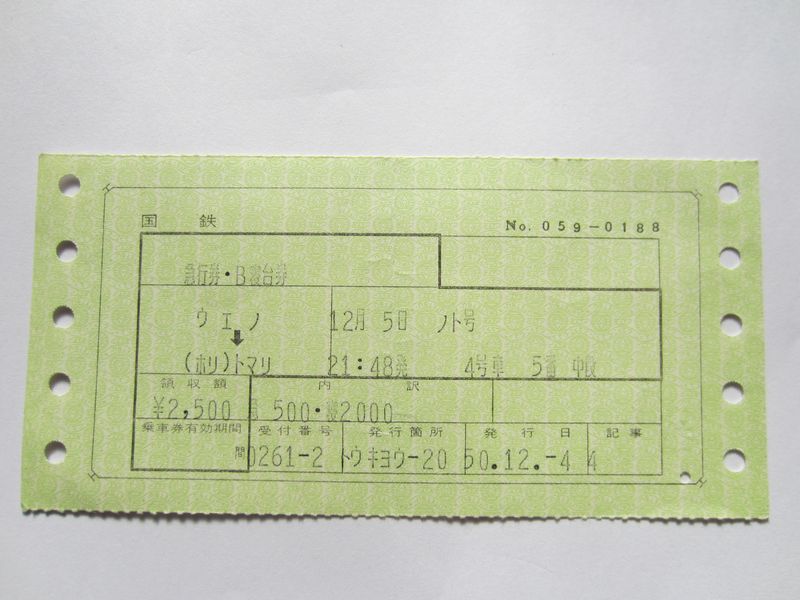 国鉄 No. 059-0188
急行券・B寝台券
ウエノ 12月 5日 ノト号
(ホリ)トマリ 21:48発 4号車 5番 中段
領収額 内訳
¥2,500 急 500・寝2000
乗車券有効期間 受付番号 発行箇所 発行日 記事
間 0261-2 トウキヨウ-20 50.12.-4 4